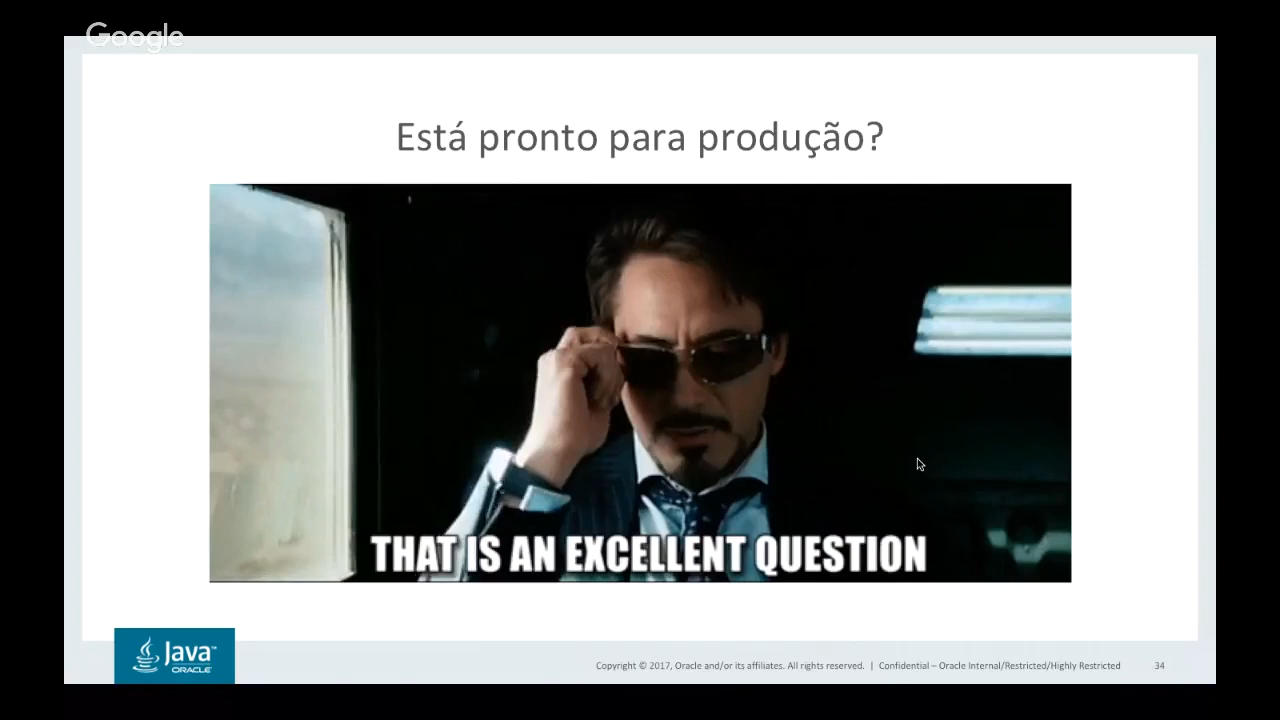 Google
Está pronto para produção?
THAT IS AN EXCELLENT QUESTION
Java™
ORACLE
Copyright © 2017, Oracle and/or its affiliates. All rights reserved. | Confidential – Oracle Internal/Restricted/Highly Restricted 34